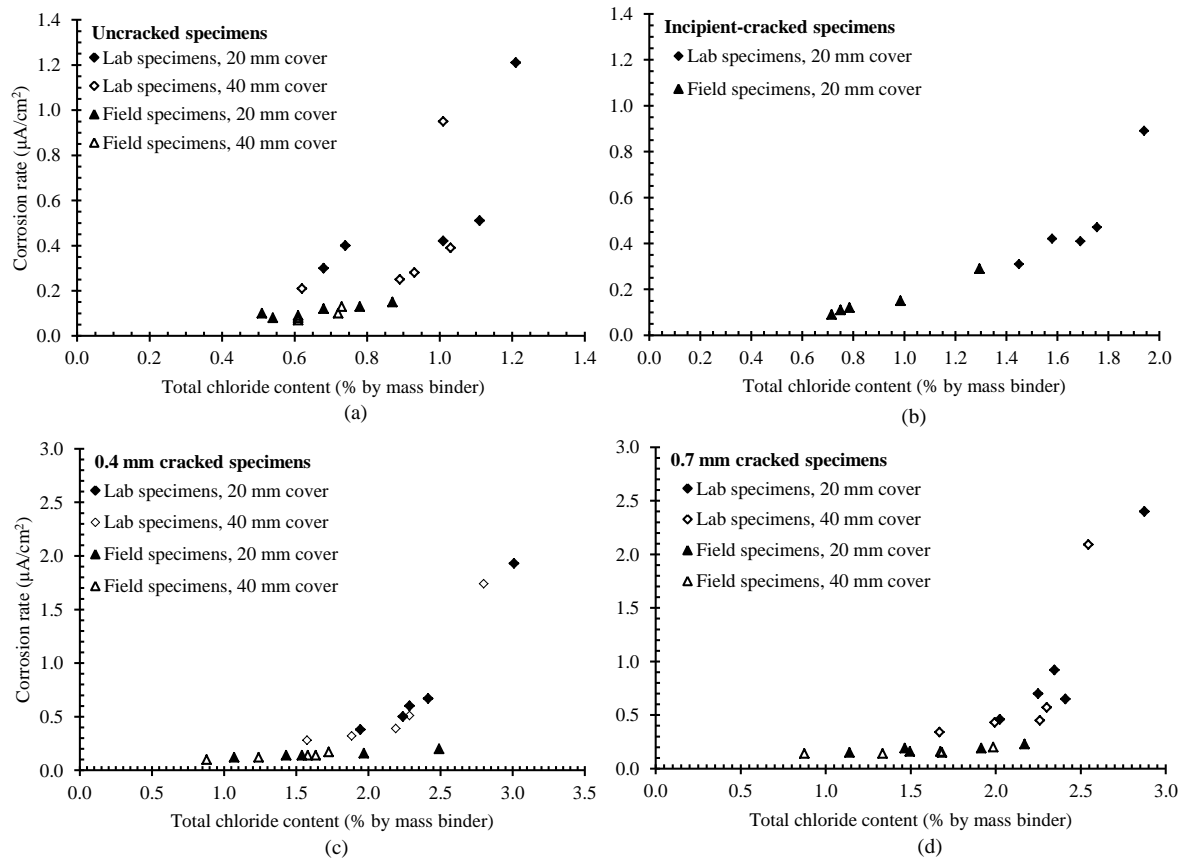 Uncracked specimens
Lab specimens, 20 mm cover
Lab specimens, 40 mm cover
Field specimens, 20 mm cover
Field specimens, 40 mm cover
Corrosion rate (µA/cm²)
1.4
1.2
1.0
0.8
0.6
0.4
0.2
0.0
0.0 0.2 0.4 0.6 0.8 1.0 1.2 1.4
Total chloride content (% by mass binder)
(a)
Incipient-cracked specimens
Lab specimens, 20 mm cover
Field specimens, 20 mm cover
1.4
1.2
1.0
0.8
0.6
0.4
0.2
0.0
0.0 0.2 0.4 0.6 0.8 1.0 1.2 1.4 1.6 1.8 2.0
Total chloride content (% by mass binder)
(b)
0.4 mm cracked specimens
Lab specimens, 20 mm cover
Lab specimens, 40 mm cover
Field specimens, 20 mm cover
Field specimens, 40 mm cover
Corrosion rate (µA/cm²)
3.0
2.5
2.0
1.5
1.0
0.5
0.0
0.0 0.5 1.0 1.5 2.0 2.5 3.0 3.5
Total chloride content (% by mass binder)
(c)
0.7 mm cracked specimens
Lab specimens, 20 mm cover
Lab specimens, 40 mm cover
Field specimens, 20 mm cover
Field specimens, 40 mm cover
3.0
2.5
2.0
1.5
1.0
0.5
0.0
0.0 0.5 1.0 1.5 2.0 2.5 3.0
Total chloride content (% by mass binder)
(d)